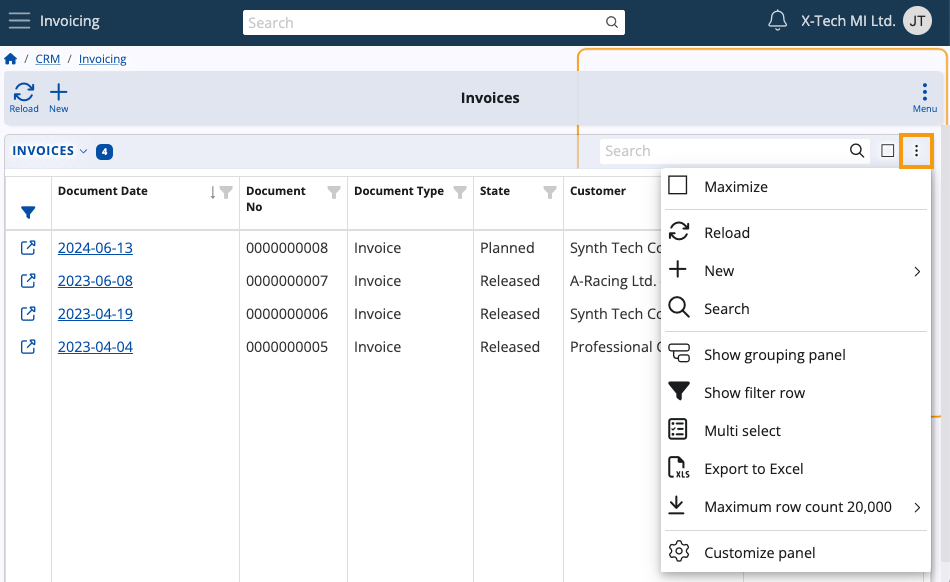 Invoicing
Search
X-Tech MI Ltd.
JT
/ CRM / Invoicing
Reload
New
Invoices
Menu
INVOICES 4
Search
Document Date
Document No
Document Type
State
Customer
2024-06-13 0000000008 Invoice Planned Synth Tech Co
2023-06-08 0000000007 Invoice Released A-Racing Ltd.
2023-04-19 0000000006 Invoice Released Synth Tech Co
2023-04-04 0000000005 Invoice Released Professional
Maximize
Reload
New
Search
Show grouping panel
Show filter row
Multi select
XLS Export to Excel
Maximum row count 20,000
Customize panel